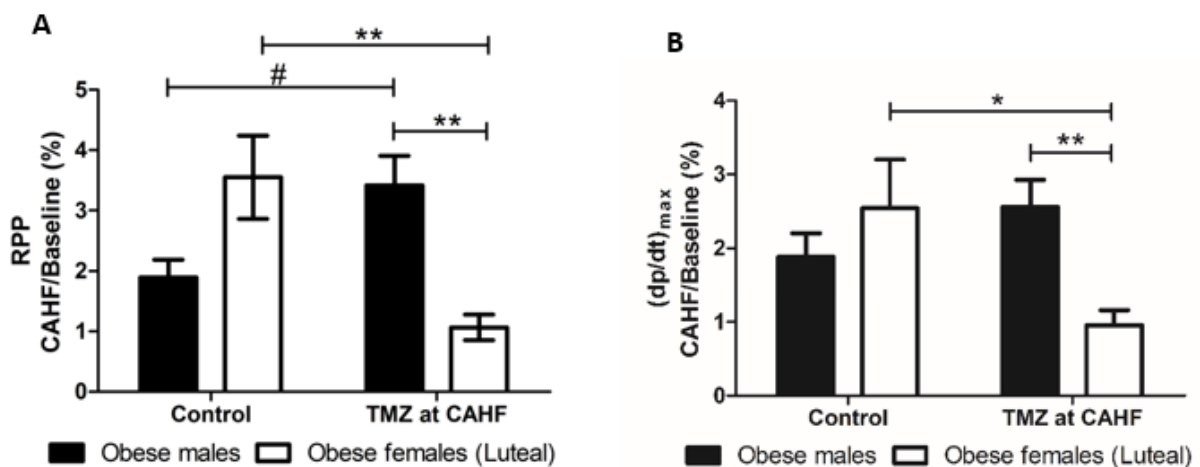 A
**
#
**
5
4
3
2
1
0
RPP
CAHF/Baseline (%)
Control
TMZ at CAHF
Obese males
Obese females (Luteal)
B
*
**
4
3
2
1
0
(dp/dt)max
CAHF/Baseline (%)
Control
TMZ at CAHF
Obese males
Obese females (Luteal)